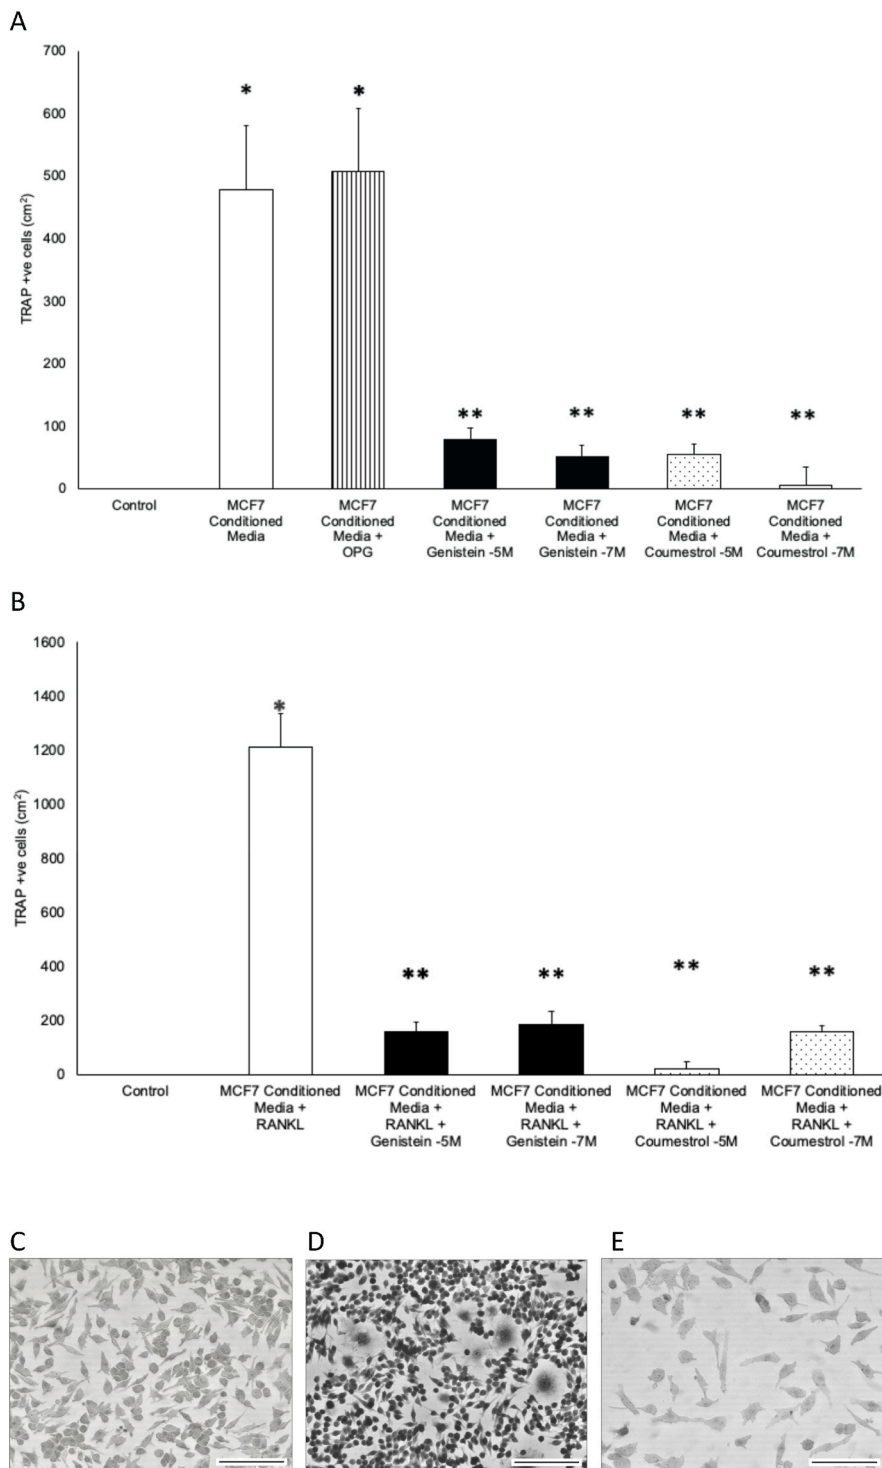 A
700
600
500
400
300
200
100
0
TRAP +ve cells (cm²)
*
*
**
**
**
**
Control
MCF7
Conditioned
Media
MCF7
Conditioned
Media +
OPG
MCF7
Conditioned
Media +
Genistein -5M
MCF7
Conditioned
Media +
Genistein -7M
MCF7
Conditioned
Media +
Coumestrol -5M
MCF7
Conditioned
Media +
Coumestrol -7M
B
1600
1400
1200
1000
800
600
400
200
0
TRAP +ve cells (cm²)
*
**
**
**
**
Control
MCF7 Conditioned
Media +
RANKL
MCF7 Conditioned
Media +
RANKL +
Genistein -5M
MCF7 Conditioned
Media +
RANKL +
Genistein -7M
MCF7 Conditioned
Media +
RANKL +
Coumestrol -5M
MCF7 Conditioned
Media +
RANKL +
Coumestrol -7M
C
D
E